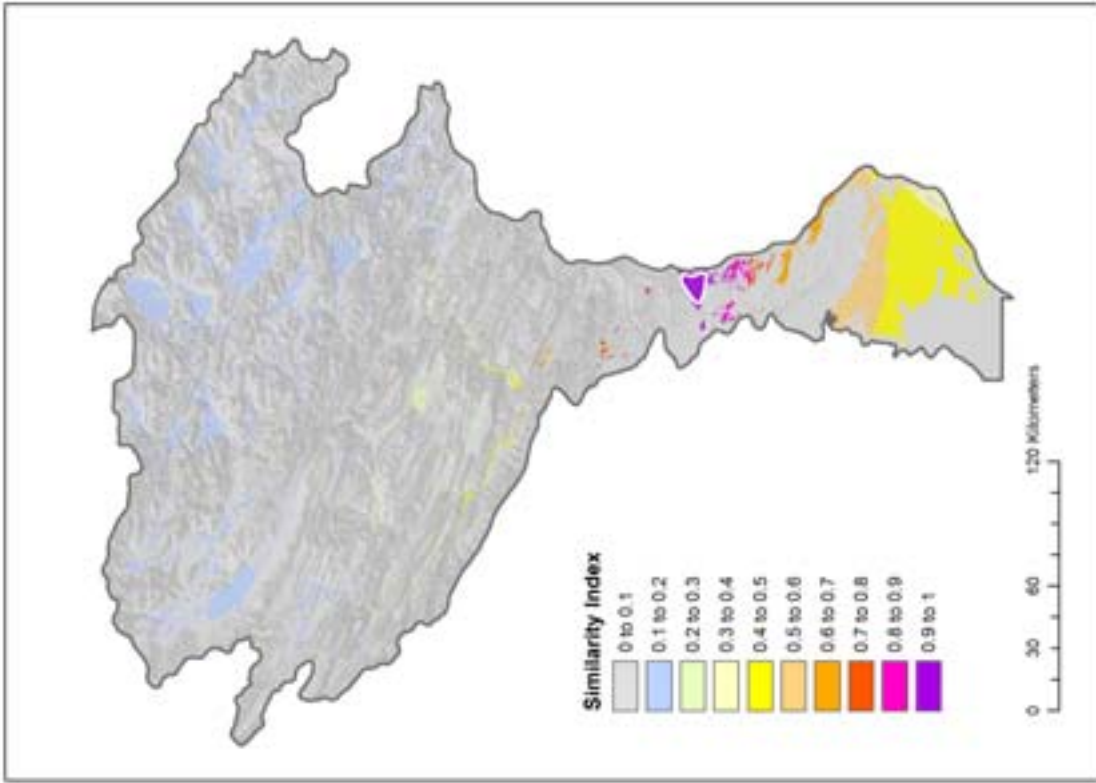 Similarity Index
0 to 0.1
0.1 to 0.2
0.2 to 0.3
0.3 to 0.4
0.4 to 0.5
0.5 to 0.6
0.6 to 0.7
0.7 to 0.8
0.8 to 0.9
0.9 to 1
0 30 60 120 Kilometers